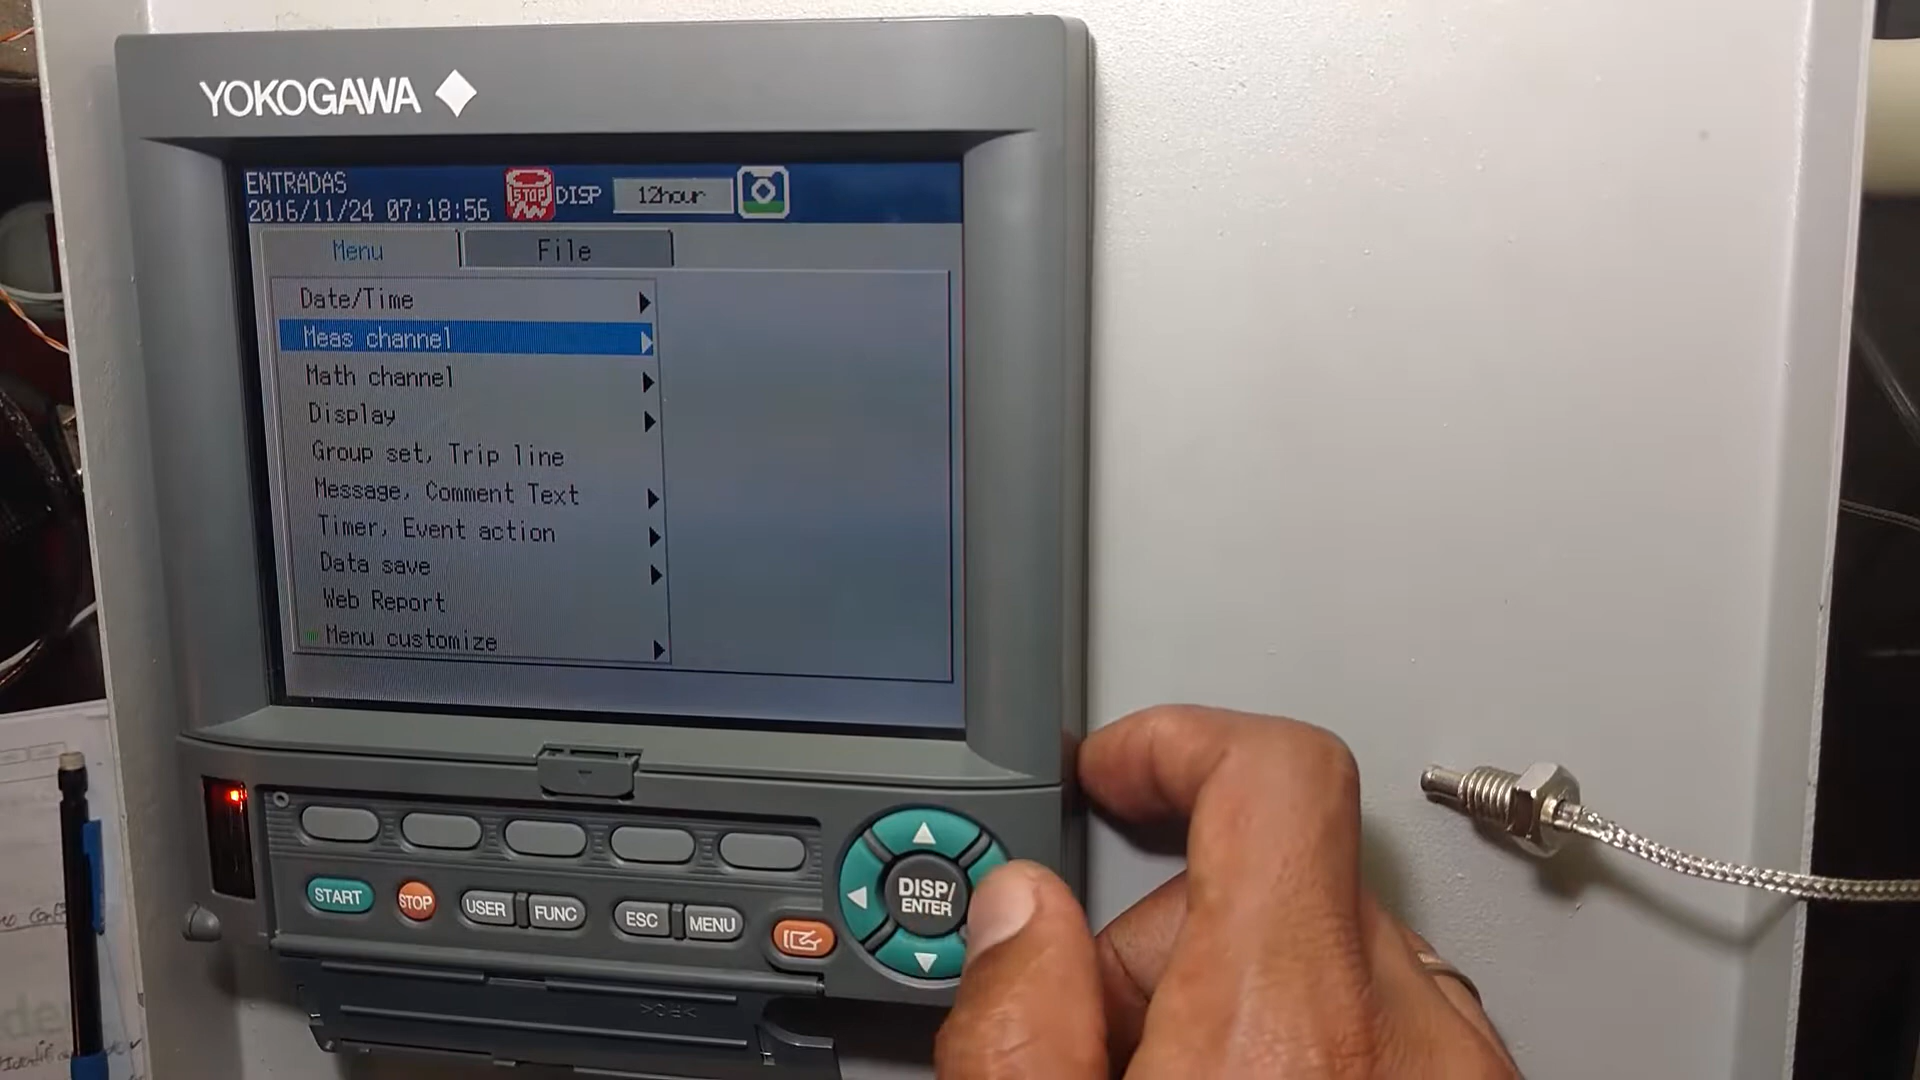 YOKOGAWA
ENTRADAS
2016/11/24 07:18:56
STOP
DISP
12hour
Menu
File
Date/Time
Meas channel
Math channel
Display
Group set, Trip line
Message, Comment Text
Timer, Event action
Data save
Web Report
Menu customize
START
STOP
USER
FUNC
ESC
MENU
DISP/
ENTER